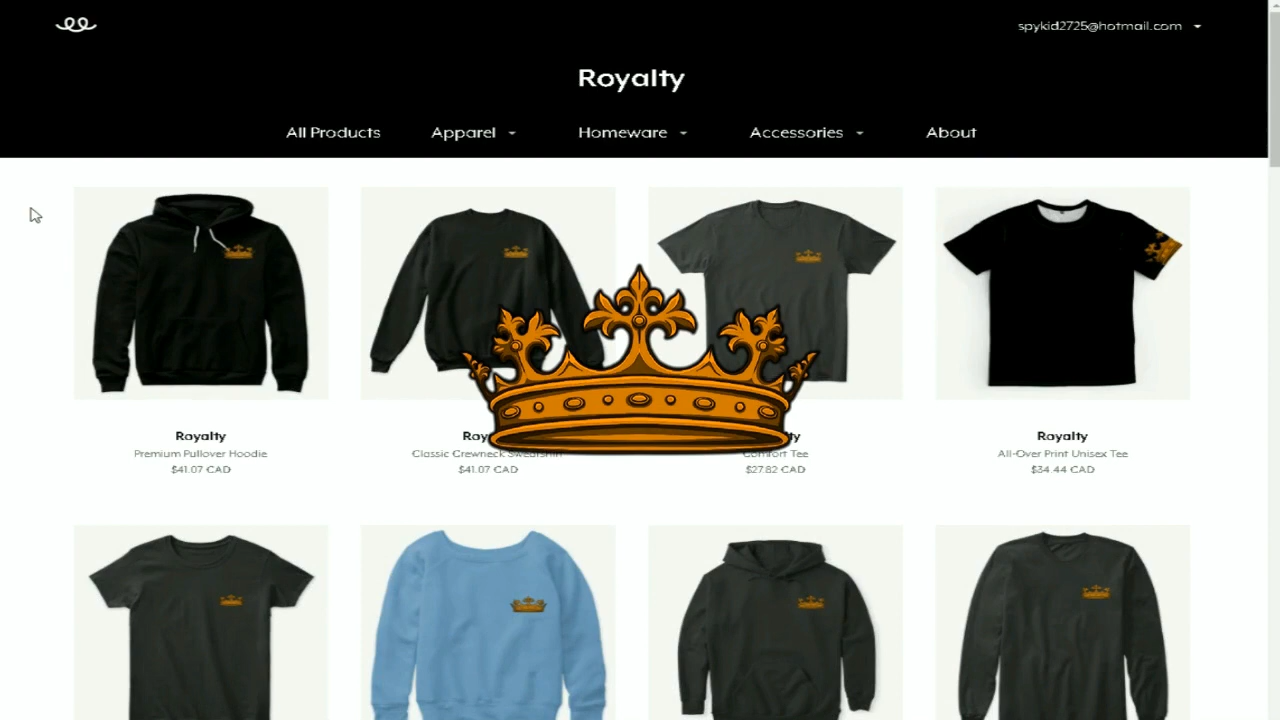 spykid2725@hotmail.com
Royalty
All Products Apparel Homeware Accessories About
Royalty
Premium Pullover Hoodie
$41.07 CAD
Classic Crewneck
$41.07 CAD
Comfort Tee
$27.82 CAD
Royalty
All-Over Print Unisex Tee
$34.44 CAD